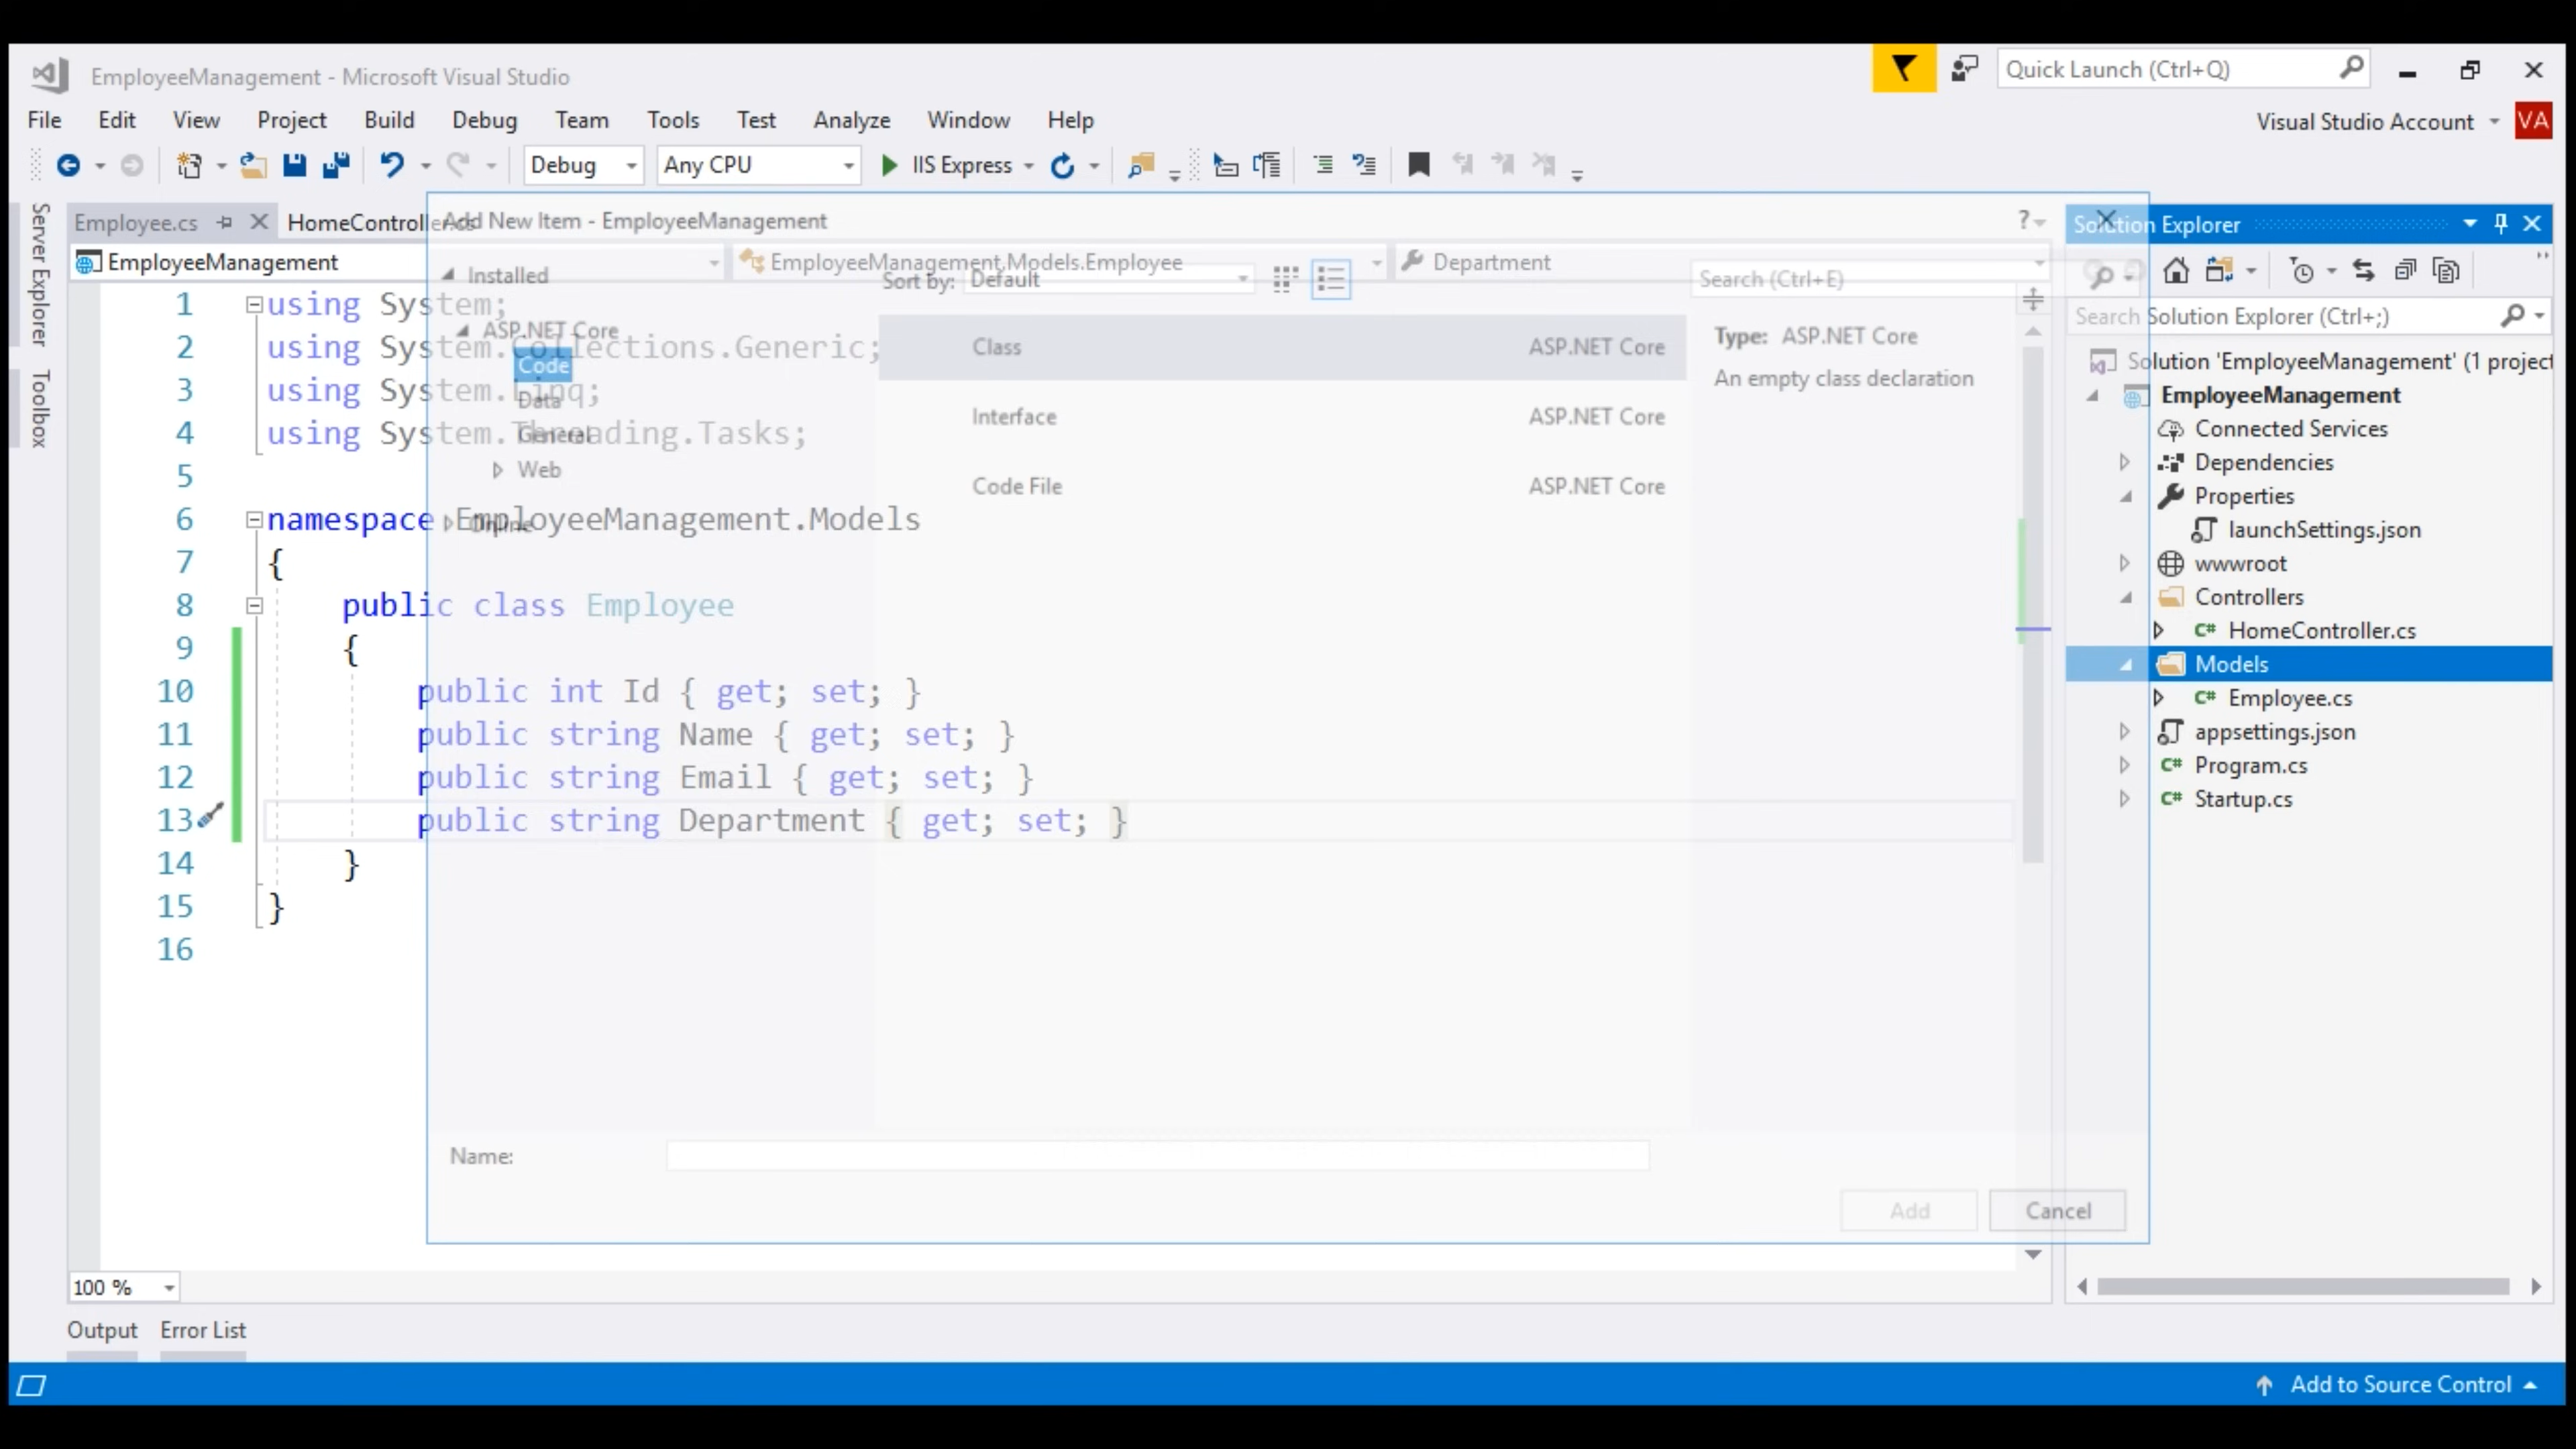 EmployeeManagement - Microsoft Visual Studio
Quick Launch (Ctrl+Q)
File Edit View Project Build Debug Team Tools Test Analyze Window Help
Visual Studio Account VA
Debug Any CPU IIS Express
Server Explorer
Toolbox
Employee.cs HomeController.cs
EmployeeManagement EmployeeManagement.Models.Employee Department
1 using System;
2 using System.Collections.Generic;
3 using System.Linq;
4 using System.Threading.Tasks;
5
6 namespace EmployeeManagement.Models
7 {
8 public class Employee
9 {
10 public int Id { get; set; }
11 public string Name { get; set; }
12 public string Email { get; set; }
13 public string Department { get; set; }
14 }
15 }
16
Add New Item - EmployeeManagement
?
Installed
ASP.NET Core
Code
Data
General
Web
Online
Sort by: Default
Search (Ctrl+E)
Class ASP.NET Core
Interface ASP.NET Core
Code File ASP.NET Core
Type: ASP.NET Core
An empty class declaration
Name:
Add Cancel
Solution Explorer
Search Solution Explorer (Ctrl+;)
Solution 'EmployeeManagement' (1 project
EmployeeManagement
Connected Services
Dependencies
Properties
launchSettings.json
wwwroot
Controllers
C# HomeController.cs
Models
C# Employee.cs
appsettings.json
C# Program.cs
C# Startup.cs
100 %
Output Error List
Add to Source Control